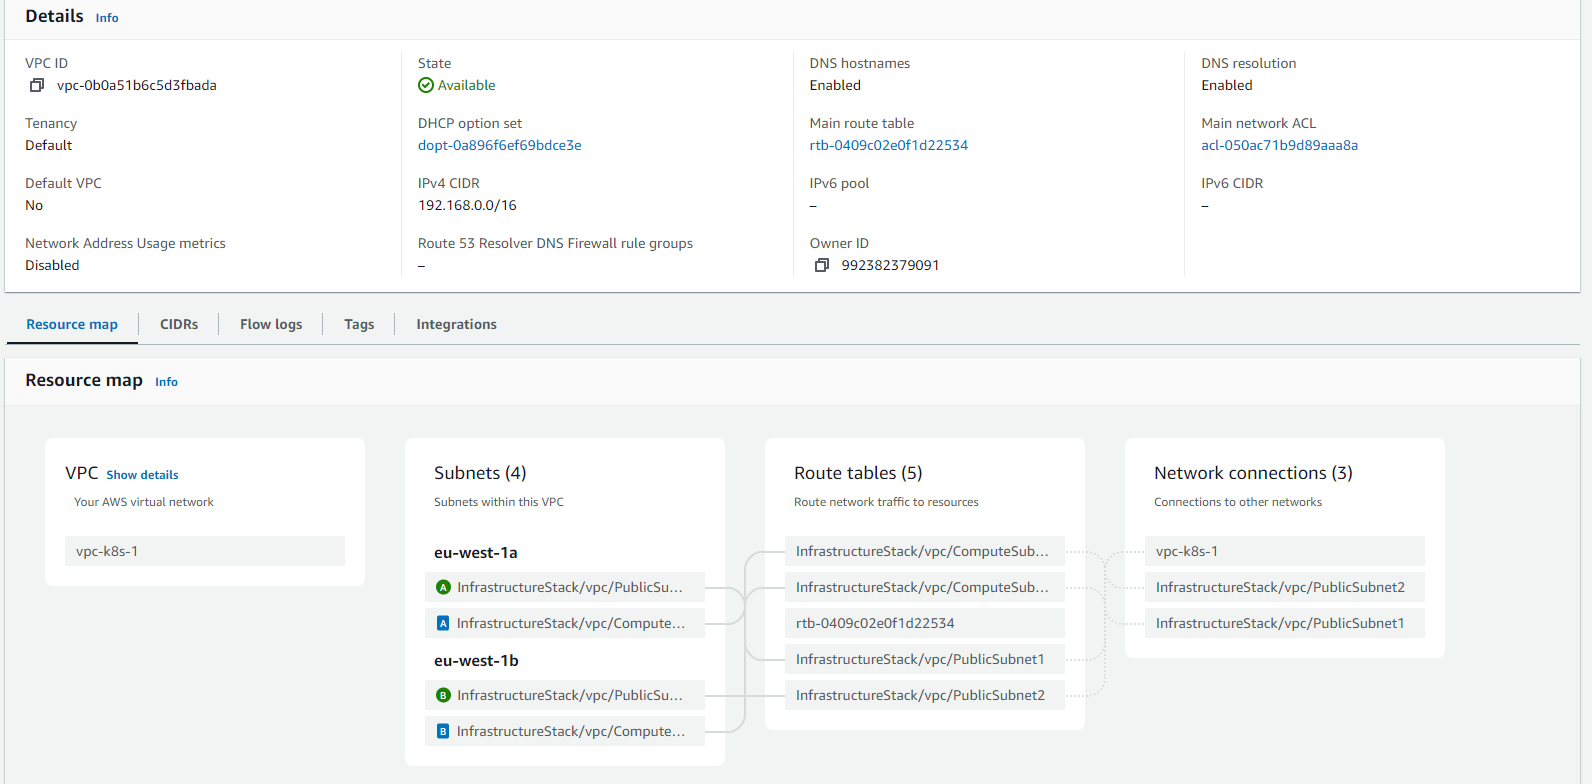 Details Info
VPC ID
vpc-0b0a51b6c5d3fbada
State
Available
DNS hostnames
Enabled
DNS resolution
Enabled
Tenancy
Default
DHCP option set
dopt-0a896f6ef69bdce3e
Main route table
rtb-0409c02e0f1d22534
Main network ACL
acl-050ac71b9d89aaa8a
Default VPC
No
IPv4 CIDR
192.168.0.0/16
IPv6 pool
–
IPv6 CIDR
–
Network Address Usage metrics
Disabled
Route 53 Resolver DNS Firewall rule groups
–
Owner ID
992382379091
Resource map
CIDRs
Flow logs
Tags
Integrations
Resource map Info
VPC Show details
Your AWS virtual network
vpc-k8s-1
Subnets (4)
Subnets within this VPC
eu-west-1a
A InfrastructureStack/vpc/PublicSu...
A InfrastructureStack/vpc/Compute...
eu-west-1b
B InfrastructureStack/vpc/PublicSu...
B InfrastructureStack/vpc/Compute...
Route tables (5)
Route network traffic to resources
InfrastructureStack/vpc/ComputeSub...
InfrastructureStack/vpc/ComputeSub...
rtb-0409c02e0f1d22534
InfrastructureStack/vpc/PublicSubnet1
InfrastructureStack/vpc/PublicSubnet2
Network connections (3)
Connections to other networks
vpc-k8s-1
InfrastructureStack/vpc/PublicSubnet2
InfrastructureStack/vpc/PublicSubnet1